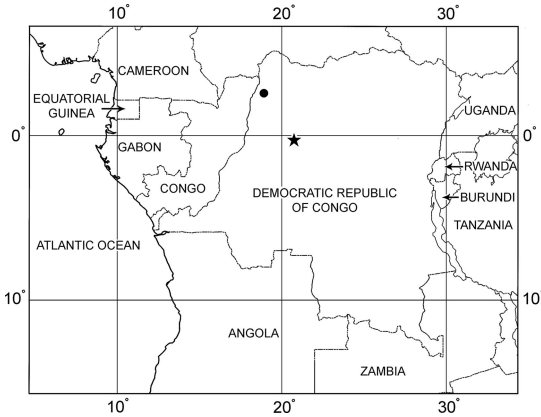 10° 20° 30°
CAMEROON
EQUATORIAL
GUINEA
UGANDA
0° 0°
GABON
RWANDA
CONGO
DEMOCRATIC REPUBLIC
OF CONGO
BURUNDI
TANZANIA
ATLANTIC OCEAN
10° 10°
ANGOLA
ZAMBIA
10° 20° 30°